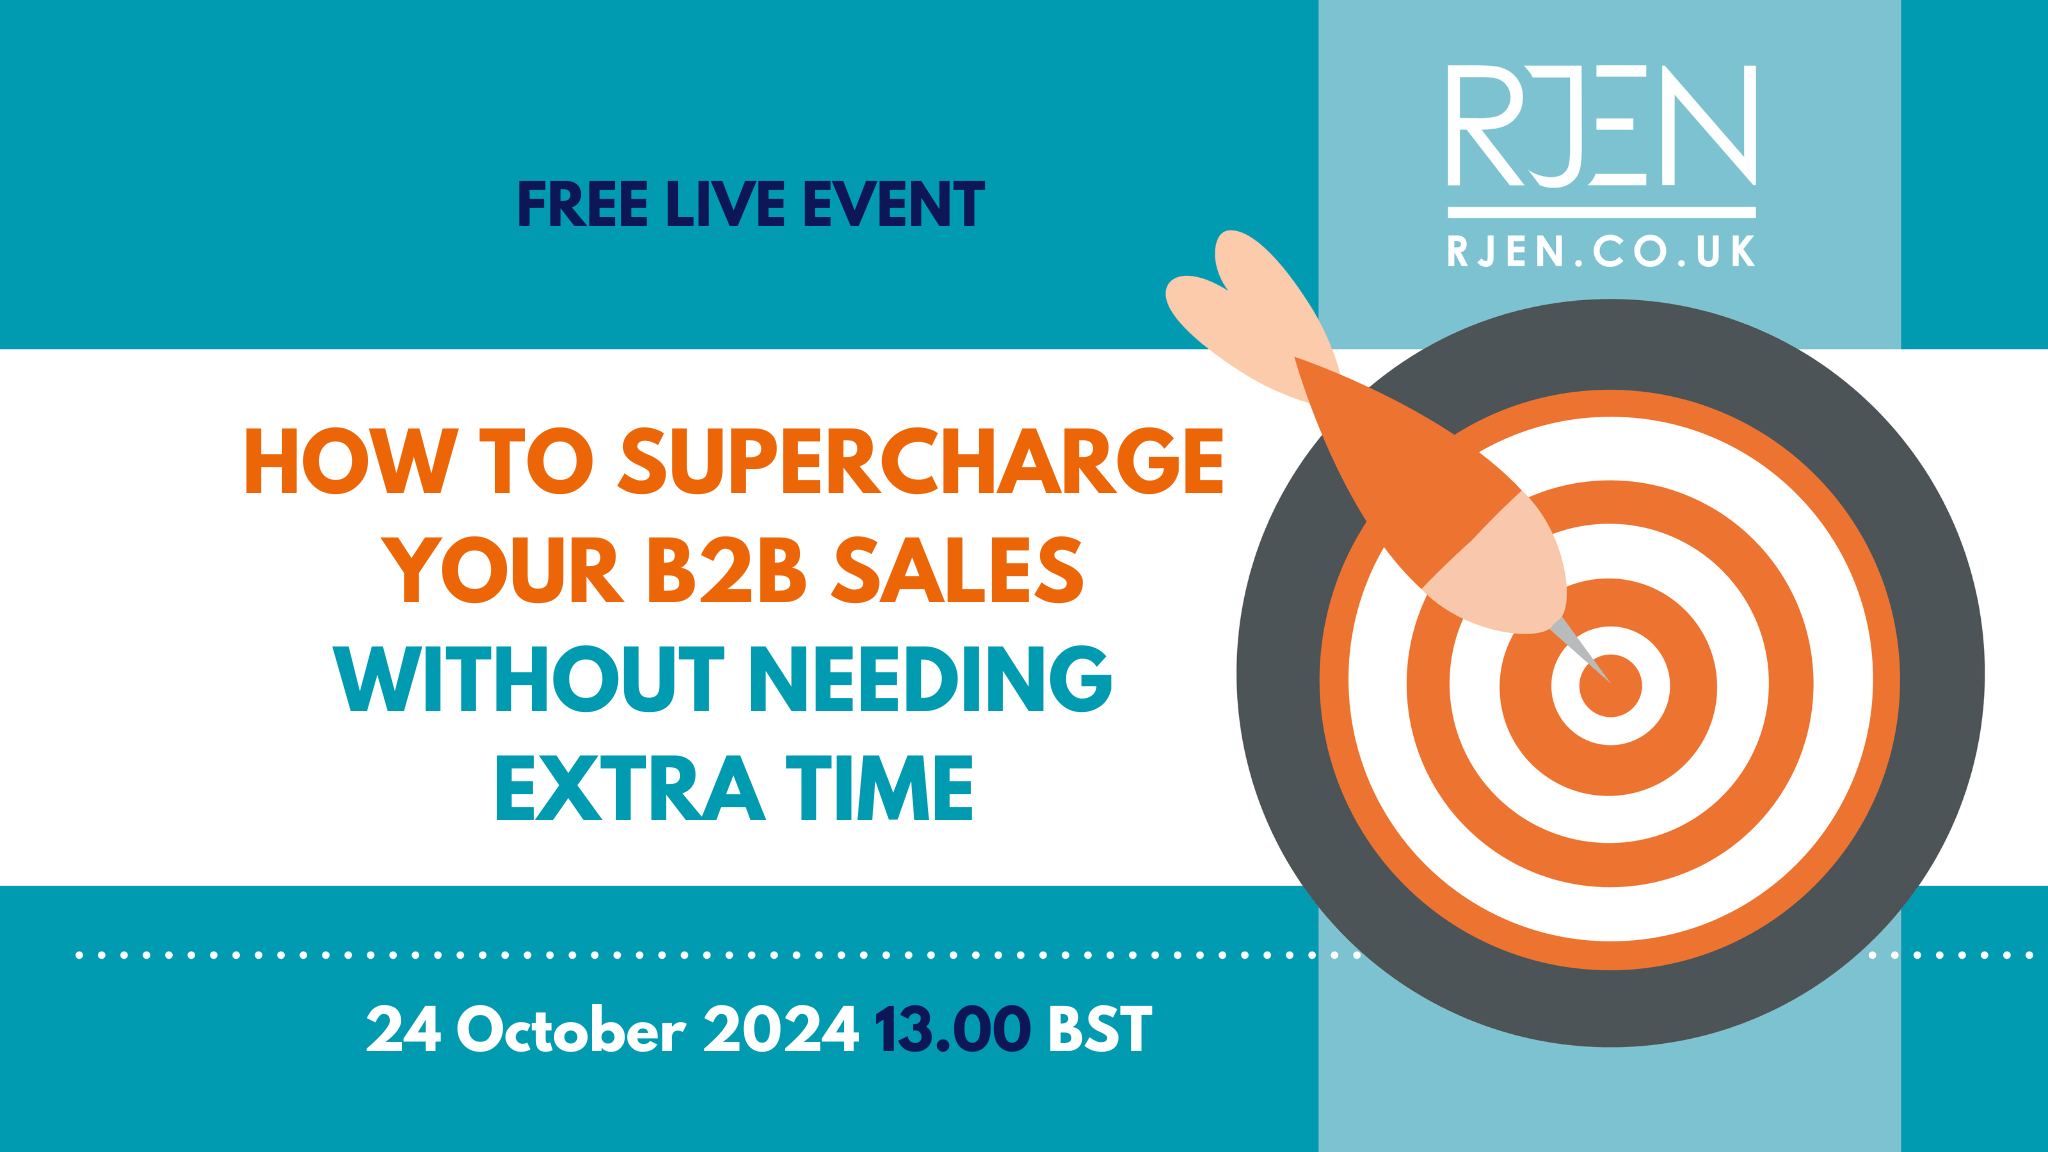 FREE LIVE EVENT
RJEN
RJEN.CO.UK
HOW TO SUPERCHARGE
YOUR B2B SALES
WITHOUT NEEDING
EXTRA TIME
24 October 2024 13.00 BST